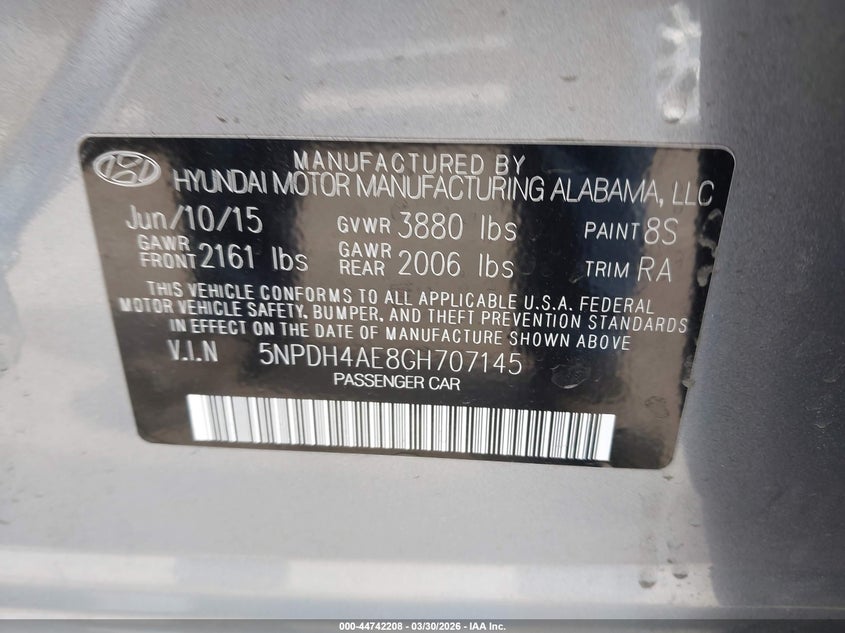 MANUFACTURED BY
HYUNDAI MOTOR MANUFACTURING ALABAMA, LLC
Jun/10/15 GVWR 3880 lbs PAINT 8S
GAWR FRONT 2161 lbs GAWR REAR 2006 lbs TRIM RA
THIS VEHICLE CONFORMS TO ALL APPLICABLE U.S.A. FEDERAL
MOTOR VEHICLE SAFETY, BUMPER, AND THEFT PREVENTION STANDARDS
IN EFFECT ON THE DATE OF MANUFACTURE SHOWN ABOVE
V.I.N 5NPDH4AE8GH707145
PASSENGER CAR
000-44742208 - 03/30/2026 - IAA Inc.